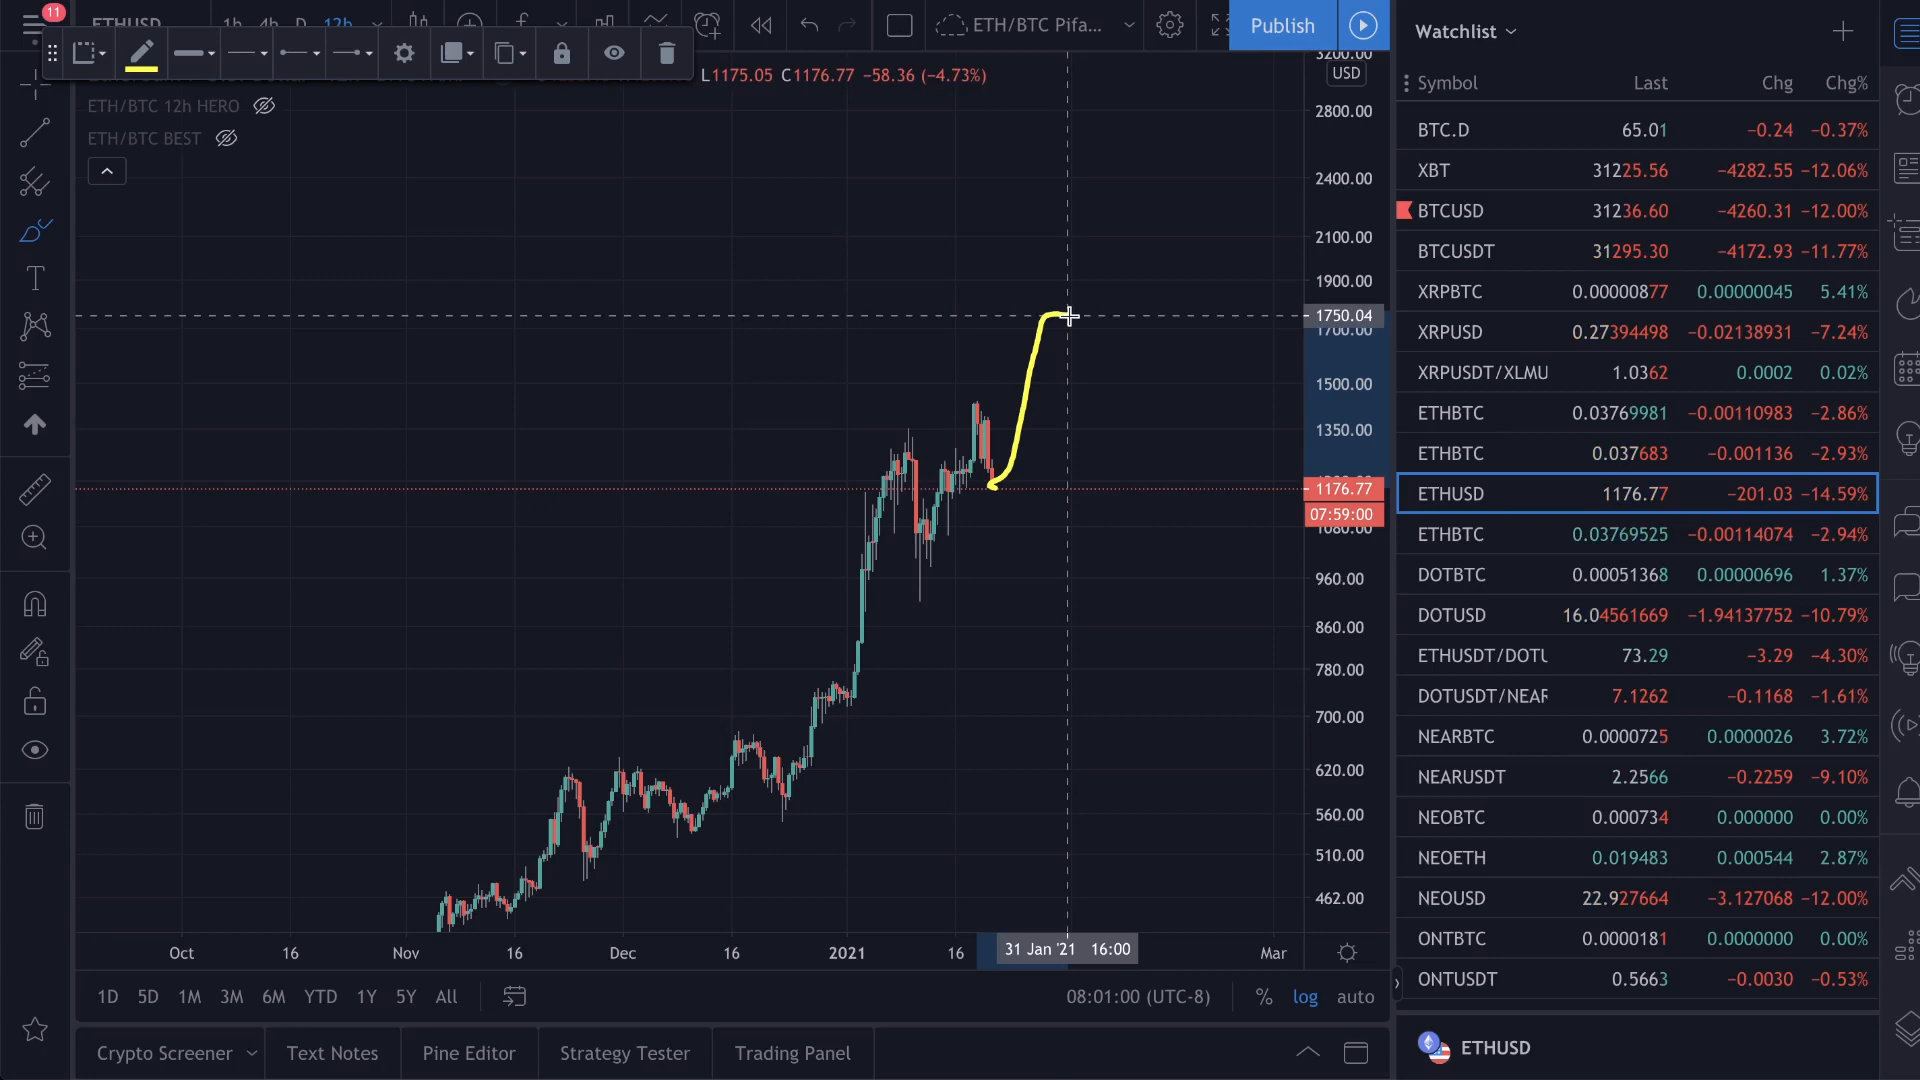 11
ETHUSD 1h 4h D 12h
ETH/BTC Pifa...
Publish
L1175.05 C1176.77 −58.36 (−4.73%)
ETH/BTC 12h HERO
ETH/BTC BEST
3200.00
USD
2800.00
2400.00
2100.00
1900.00
1750.04
1700.00
1500.00
1350.00
1176.77
07:59:00
1080.00
960.00
860.00
780.00
700.00
620.00
560.00
510.00
462.00
Oct 16 Nov 16 Dec 16 2021 16 31 Jan '21 16:00 Mar
1D 5D 1M 3M 6M YTD 1Y 5Y All
08:01:00 (UTC-8) % log auto
Crypto Screener Text Notes Pine Editor Strategy Tester Trading Panel
Watchlist
Symbol Last Chg Chg%
BTC.D 65.01 −0.24 −0.37%
XBT 31225.56 −4282.55 −12.06%
BTCUSD 31236.60 −4260.31 −12.00%
BTCUSDT 31295.30 −4172.93 −11.77%
XRPBTC 0.00000877 0.00000045 5.41%
XRPUSD 0.27394498 −0.02138931 −7.24%
XRPUSDT/XLMU 1.0362 0.0002 0.02%
ETHBTC 0.03769981 −0.00110983 −2.86%
ETHBTC 0.037683 −0.001136 −2.93%
ETHUSD 1176.77 −201.03 −14.59%
ETHBTC 0.03769525 −0.00114074 −2.94%
DOTBTC 0.00051368 0.00000696 1.37%
DOTUSD 16.04561669 −1.94137752 −10.79%
ETHUSDT/DOTU 73.29 −3.29 −4.30%
DOTUSDT/NEAR 7.1262 −0.1168 −1.61%
NEARBTC 0.0000725 0.0000026 3.72%
NEARUSDT 2.2566 −0.2259 −9.10%
NEOBTC 0.000734 0.000000 0.00%
NEOETH 0.019483 0.000544 2.87%
NEOUSD 22.927664 −3.127068 −12.00%
ONTBTC 0.0000181 0.0000000 0.00%
ONTUSDT 0.5663 −0.0030 −0.53%
ETHUSD